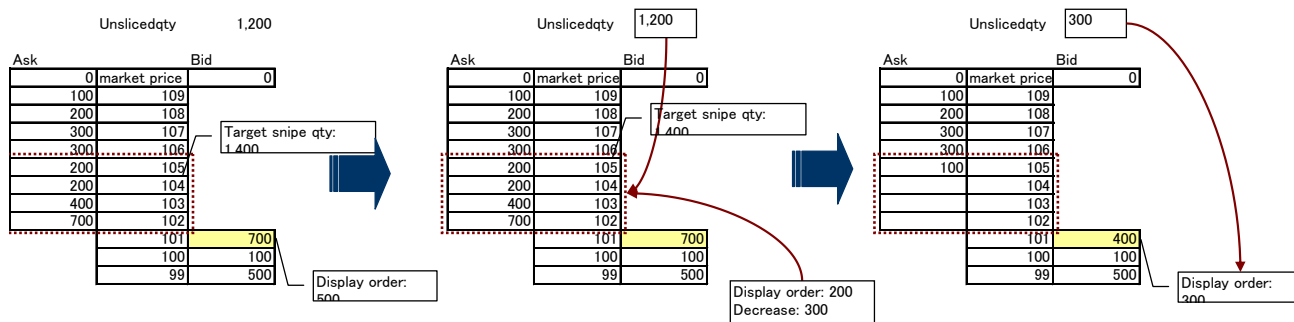 Unslicedqty 1,200
Ask Bid
0 market price 0
100 109
200 108
300 107
300 106
200 105
200 104
400 103
700 102
101 700
100 100
99 500
Target snipe qty:
1,400
Display order:
500
Unslicedqty 1,200
Ask Bid
0 market price 0
100 109
200 108
300 107
300 106
200 105
200 104
400 103
700 102
101 700
100 100
99 500
Target snipe qty:
1,400
Display order: 200
Decrease: 300
Unslicedqty 300
Ask Bid
0 market price 0
100 109
200 108
300 107
300 106
100 105
104
103
102
101 400
100 100
99 500
Display order:
300